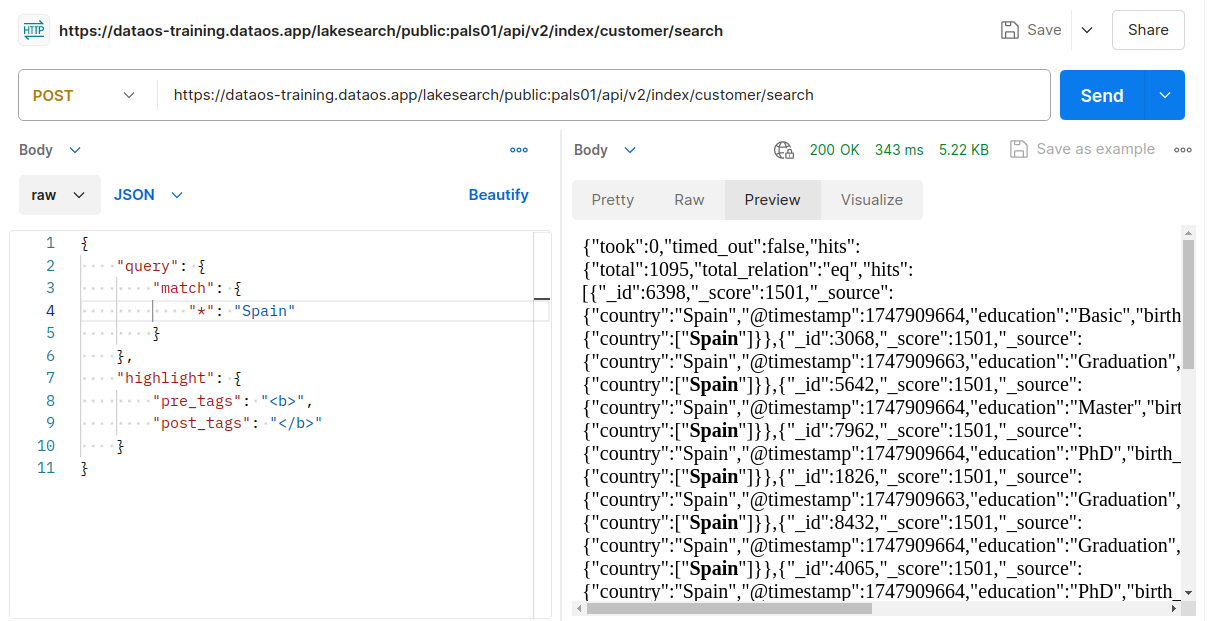 HTTP https://dataos-training.dataos.app/lakesearch/public:pals01/api/v2/index/customer/search Save Share
POST https://dataos-training.dataos.app/lakesearch/public:pals01/api/v2/index/customer/search Send
Body
raw JSON Beautify
1 {
2 "query": {
3 "match": {
4 "*": "Spain"
5 }
6 },
7 "highlight": {
8 "pre_tags": "<b>",
9 "post_tags": "</b>"
10 }
11 }
Body 200 OK 343 ms 5.22 KB Save as example
Pretty Raw Preview Visualize
{"took":0,"timed_out":false,"hits":
{"total":1095,"total_relation":"eq","hits":
[{"_id":6398,"_score":1501,"_source":
{"country":"Spain","@timestamp":1747909664,"education":"Basic","birth
{"country":["Spain"]}},{"_id":3068,"_score":1501,"_source":
{"country":"Spain","@timestamp":1747909663,"education":"Graduation",
{"country":["Spain"]}},{"_id":5642,"_score":1501,"_source":
{"country":"Spain","@timestamp":1747909664,"education":"Master","birt
{"country":["Spain"]}},{"_id":7962,"_score":1501,"_source":
{"country":"Spain","@timestamp":1747909664,"education":"PhD","birth_
{"country":["Spain"]}},{"_id":1826,"_score":1501,"_source":
{"country":"Spain","@timestamp":1747909663,"education":"Graduation",
{"country":["Spain"]}},{"_id":8432,"_score":1501,"_source":
{"country":"Spain","@timestamp":1747909664,"education":"Graduation",
{"country":["Spain"]}},{"_id":4065,"_score":1501,"_source":
{"country":"Spain","@timestamp":1747909664,"education":"PhD","birth_